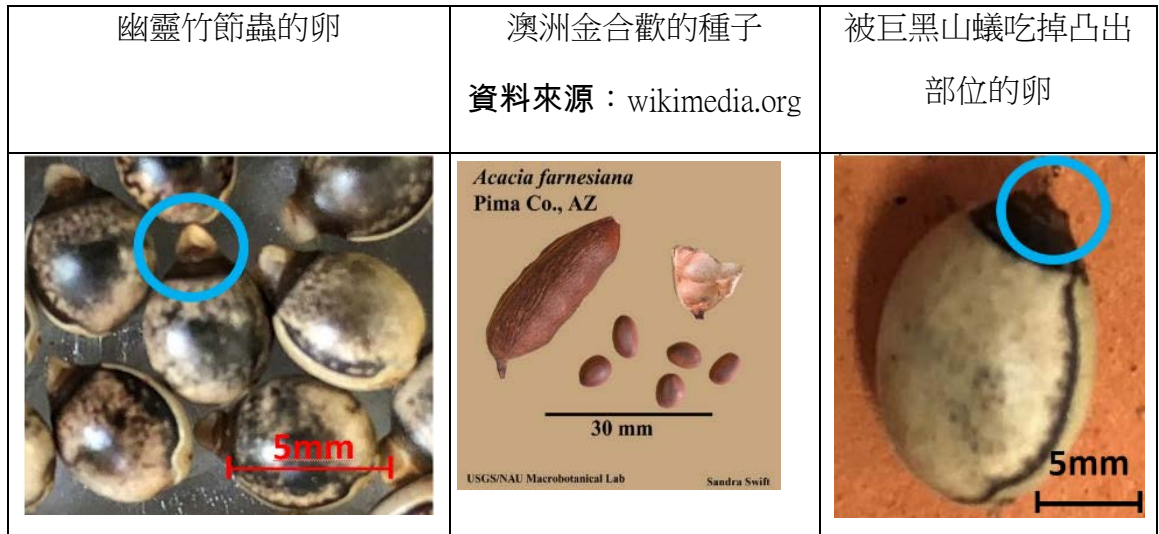 幽靈竹節蟲的卵
澳洲金合歡的種子
資料來源：wikimedia.org
被巨黑山蟻吃掉凸出
部位的卵
5mm
Acacia farnesiana
Pima Co., AZ
30 mm
USGS/NAU Macrobotanical Lab
Sandra Swift
5mm